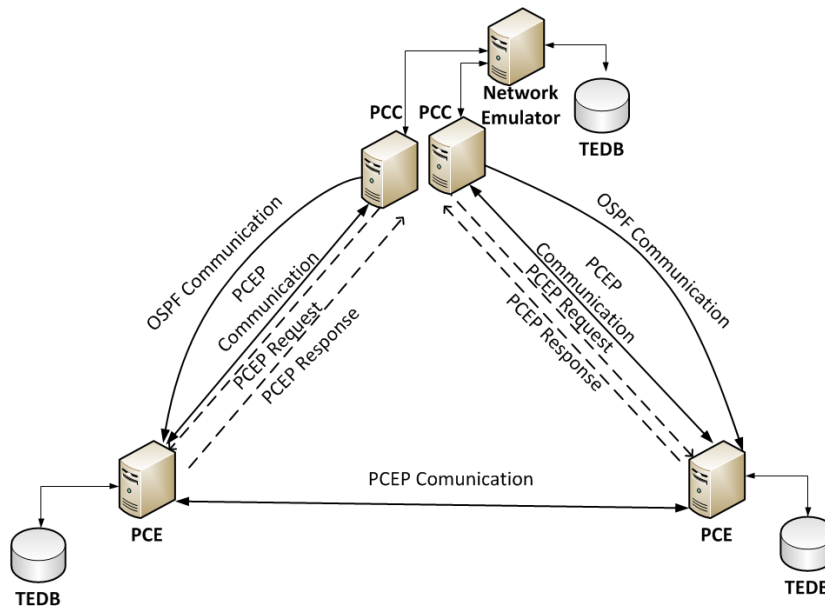 Network
Emulator
TEDB
PCC
PCC
OSPF Communication
PCEP
Communication
PCEP Request
PCEP Response
OSPF Communication
PCEP
Communication
PCEP Request
PCEP Response
PCEP Comunication
PCE
PCE
TEDB
TEDB